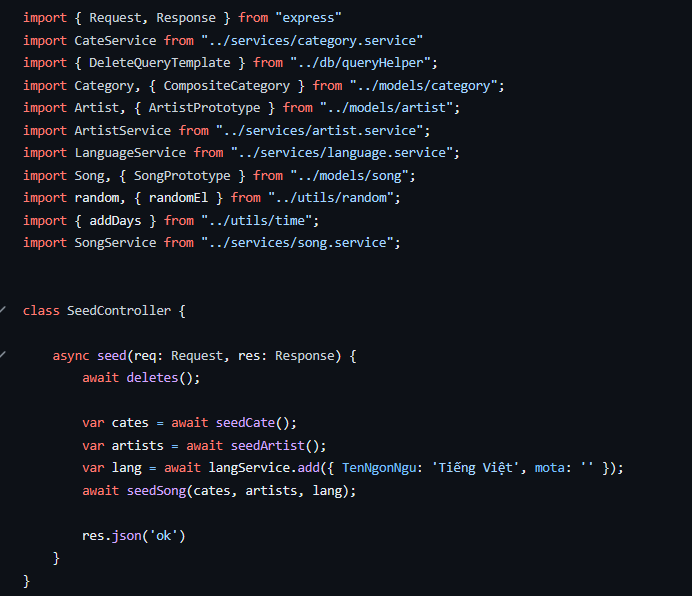 import { Request, Response } from "express"
import CateService from "../services/category.service"
import { DeleteQueryTemplate } from "../db/queryHelper";
import Category, { CompositeCategory } from "../models/category";
import Artist, { ArtistPrototype } from "../models/artist";
import ArtistService from "../services/artist.service";
import LanguageService from "../services/language.service";
import Song, { SongPrototype } from "../models/song";
import random, { randomEl } from "../utils/random";
import { addDays } from "../utils/time";
import SongService from "../services/song.service";
class SeedController {
async seed(req: Request, res: Response) {
await deletes();
var cates = await seedCate();
var artists = await seedArtist();
var lang = await langService.add({ TenNgonNgu: 'Tiếng Việt', mota: '' });
await seedSong(cates, artists, lang);
res.json('ok')
}
}